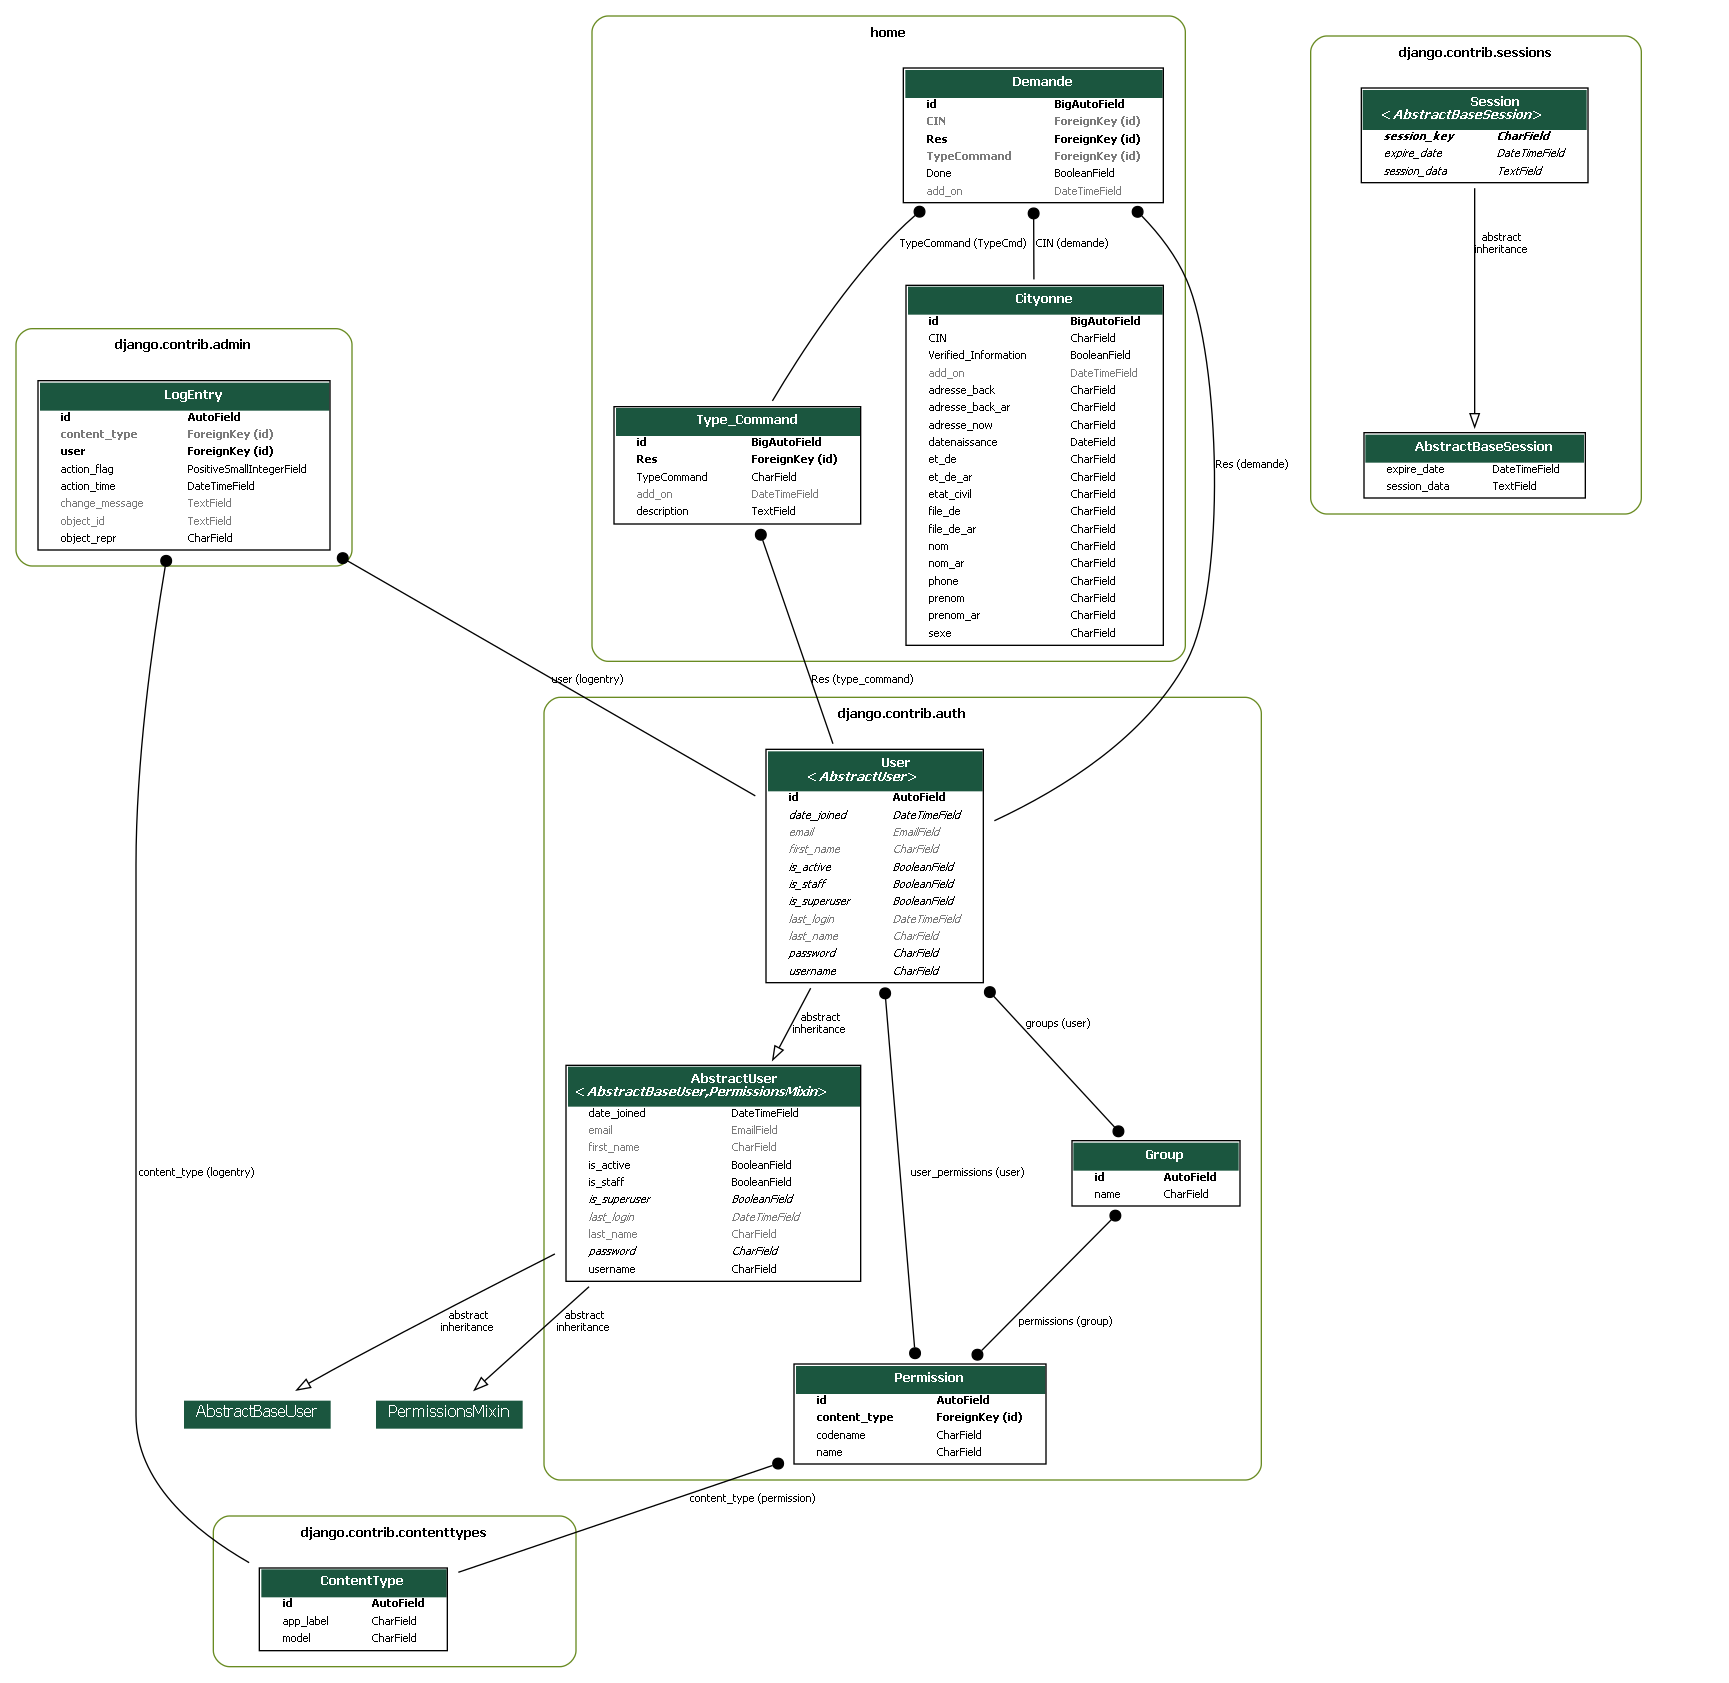 home
Demande
id BigAutoField
CIN ForeignKey (id)
Res ForeignKey (id)
TypeCommand ForeignKey (id)
Done BooleanField
add_on DateTimeField
TypeCommand (TypeCmd)
CIN (demande)
Res (demande)
Cityonne
id BigAutoField
CIN CharField
Verified_Information BooleanField
add_on DateTimeField
adresse_back CharField
adresse_back_ar CharField
adresse_now CharField
datenaissance DateField
et_de CharField
et_de_ar CharField
etat_civil CharField
file_de CharField
file_de_ar CharField
nom CharField
nom_ar CharField
phone CharField
prenom CharField
prenom_ar CharField
sexe CharField
Type_Command
id BigAutoField
Res ForeignKey (id)
TypeCommand CharField
add_on DateTimeField
description TextField
django.contrib.sessions
Session
<AbstractBaseSession>
session_key CharField
expire_date DateTimeField
session_data TextField
abstract
inheritance
AbstractBaseSession
expire_date DateTimeField
session_data TextField
django.contrib.admin
LogEntry
id AutoField
content_type ForeignKey (id)
user ForeignKey (id)
action_flag PositiveSmallIntegerField
action_time DateTimeField
change_message TextField
object_id TextField
object_repr CharField
user (logentry)
Res (type_command)
django.contrib.auth
User
<AbstractUser>
id AutoField
date_joined DateTimeField
email EmailField
first_name CharField
is_active BooleanField
is_staff BooleanField
is_superuser BooleanField
last_login DateTimeField
last_name CharField
password CharField
username CharField
abstract
inheritance
groups (user)
AbstractUser
<AbstractBaseUser,PermissionsMixin>
date_joined DateTimeField
email EmailField
first_name CharField
is_active BooleanField
is_staff BooleanField
is_superuser BooleanField
last_login DateTimeField
last_name CharField
password CharField
username CharField
content_type (logentry)
user_permissions (user)
Group
id AutoField
name CharField
abstract
inheritance
abstract
inheritance
permissions (group)
AbstractBaseUser
PermissionsMixin
Permission
id AutoField
content_type ForeignKey (id)
codename CharField
name CharField
content_type (permission)
django.contrib.contenttypes
ContentType
id AutoField
app_label CharField
model CharField